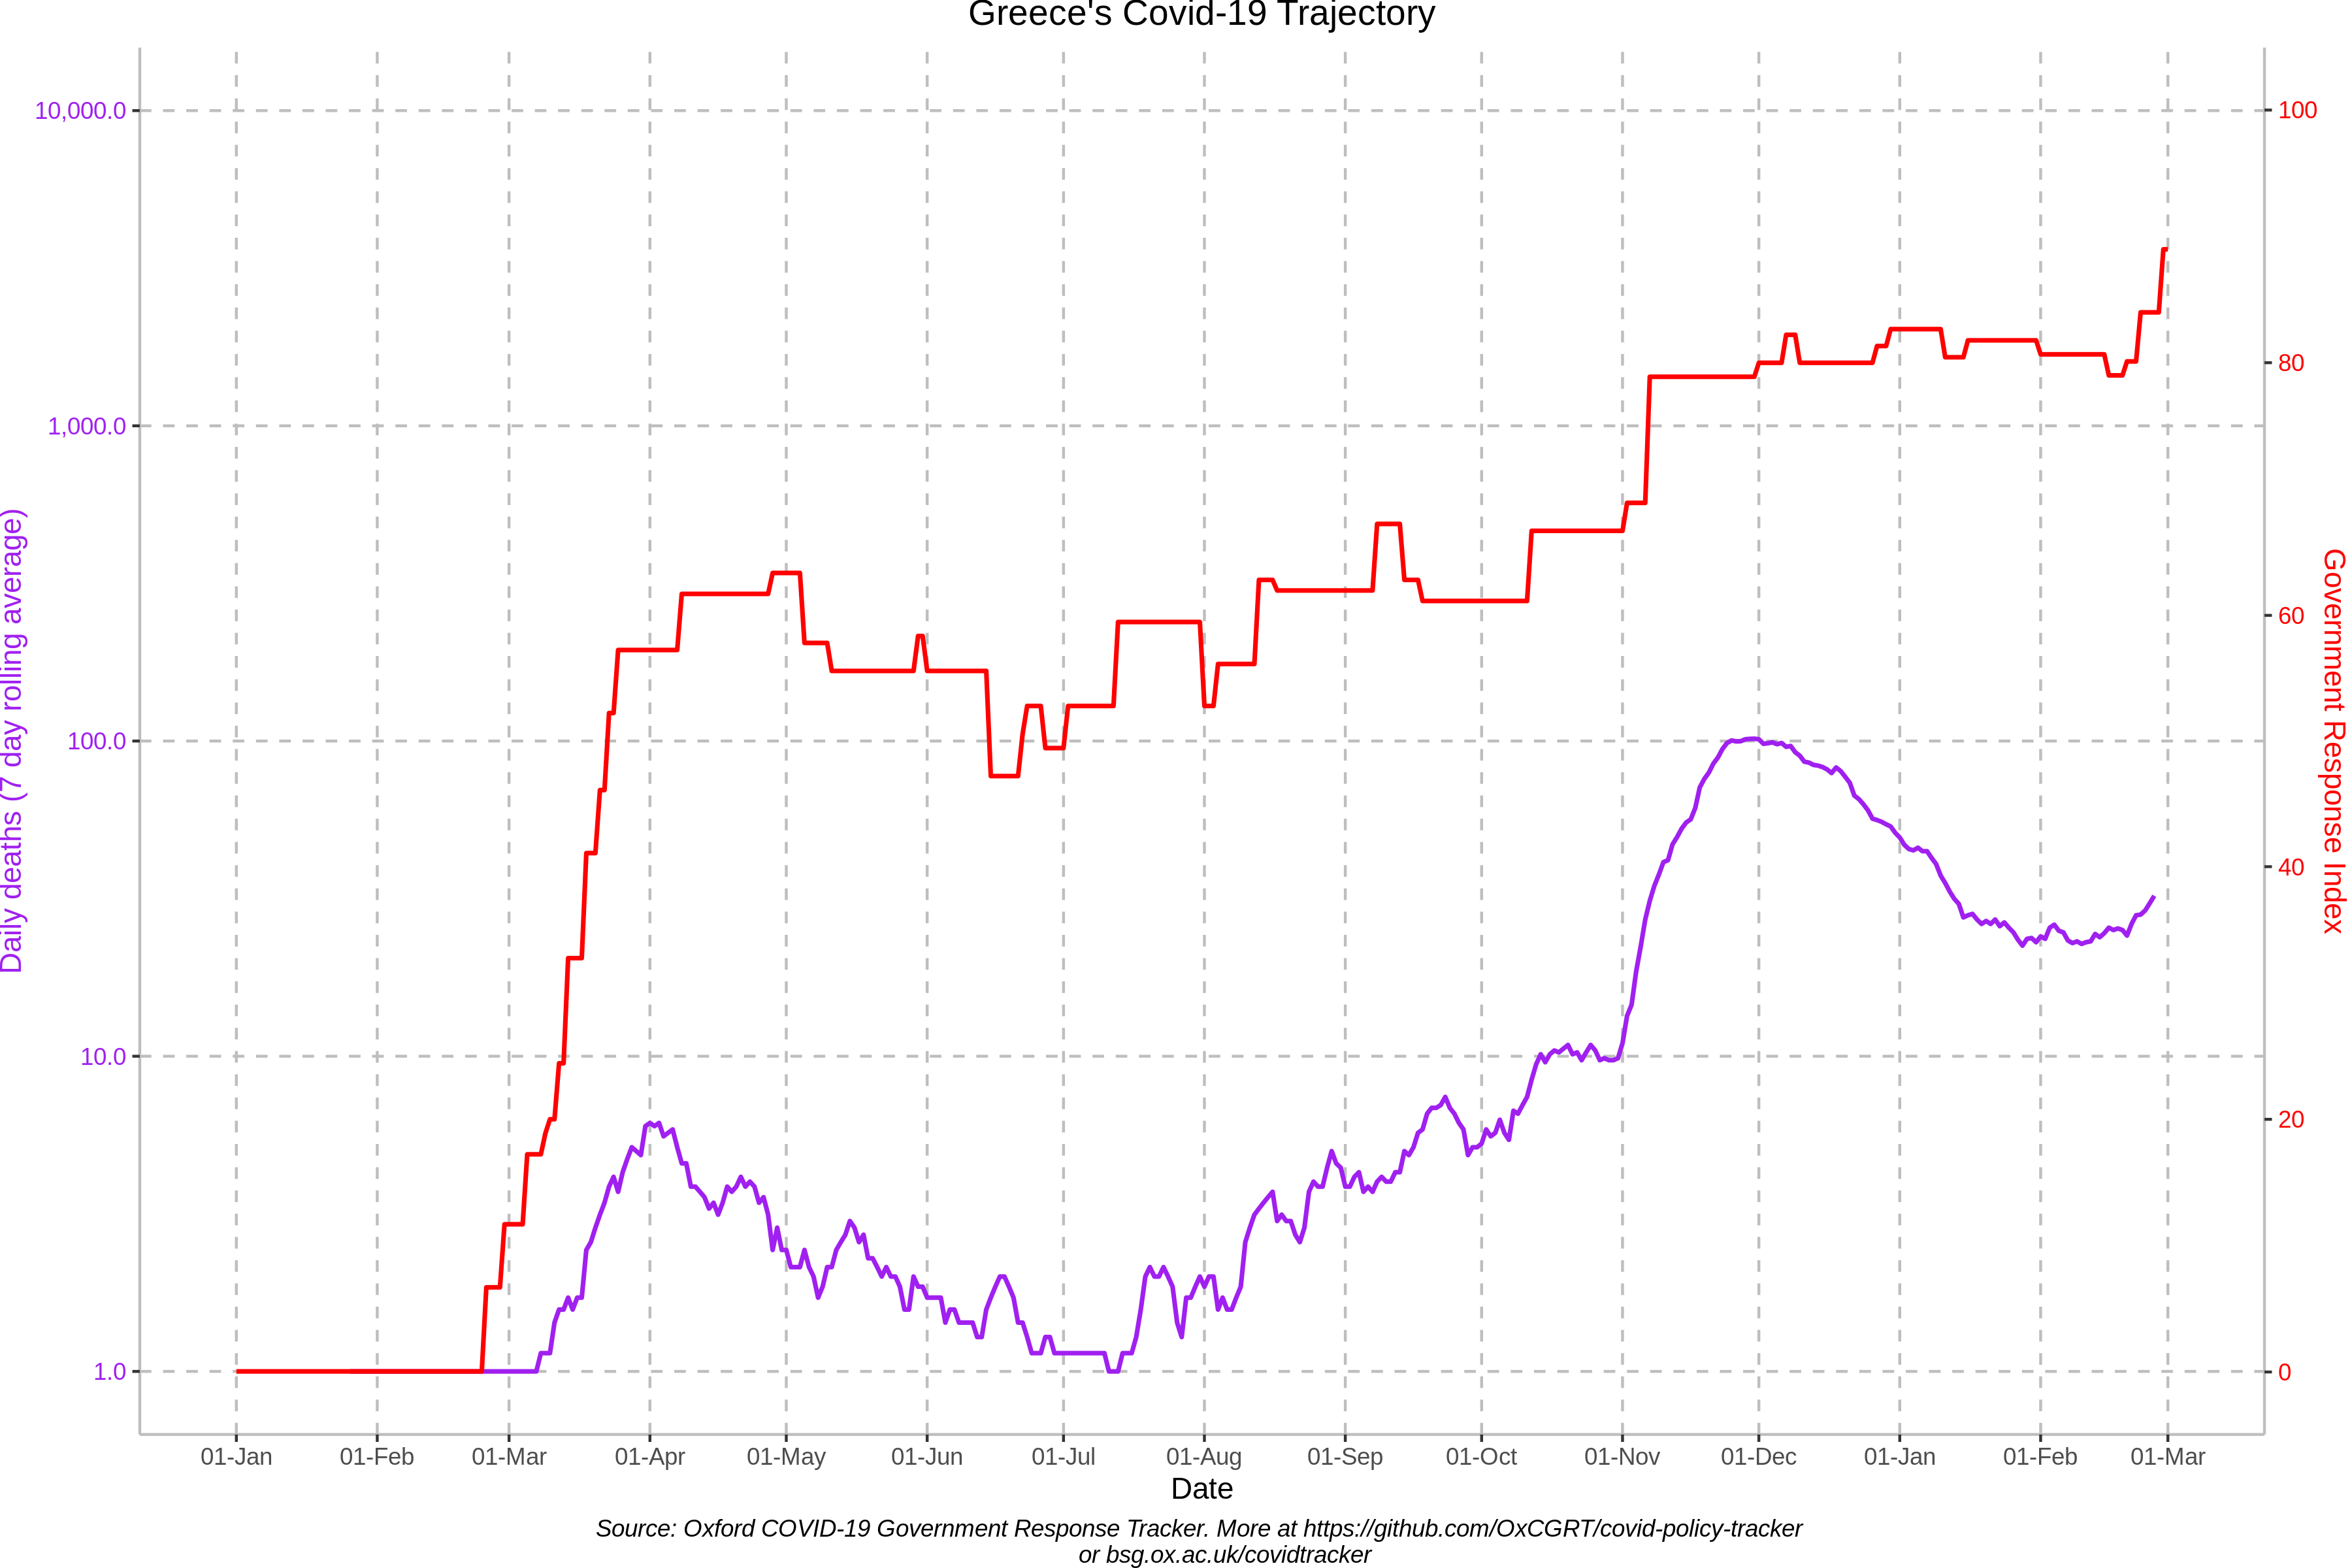 Greece's Covid-19 Trajectory
10,000.0
1,000.0
100.0
10.0
1.0
Daily deaths (7 day rolling average)
100
80
60
40
20
0
Government Response Index
01-Jan 01-Feb 01-Mar 01-Apr 01-May 01-Jun 01-Jul 01-Aug 01-Sep 01-Oct 01-Nov 01-Dec 01-Jan 01-Feb 01-Mar
Date
Source: Oxford COVID-19 Government Response Tracker. More at https://github.com/OxCGRT/covid-policy-tracker
or bsg.ox.ac.uk/covidtracker